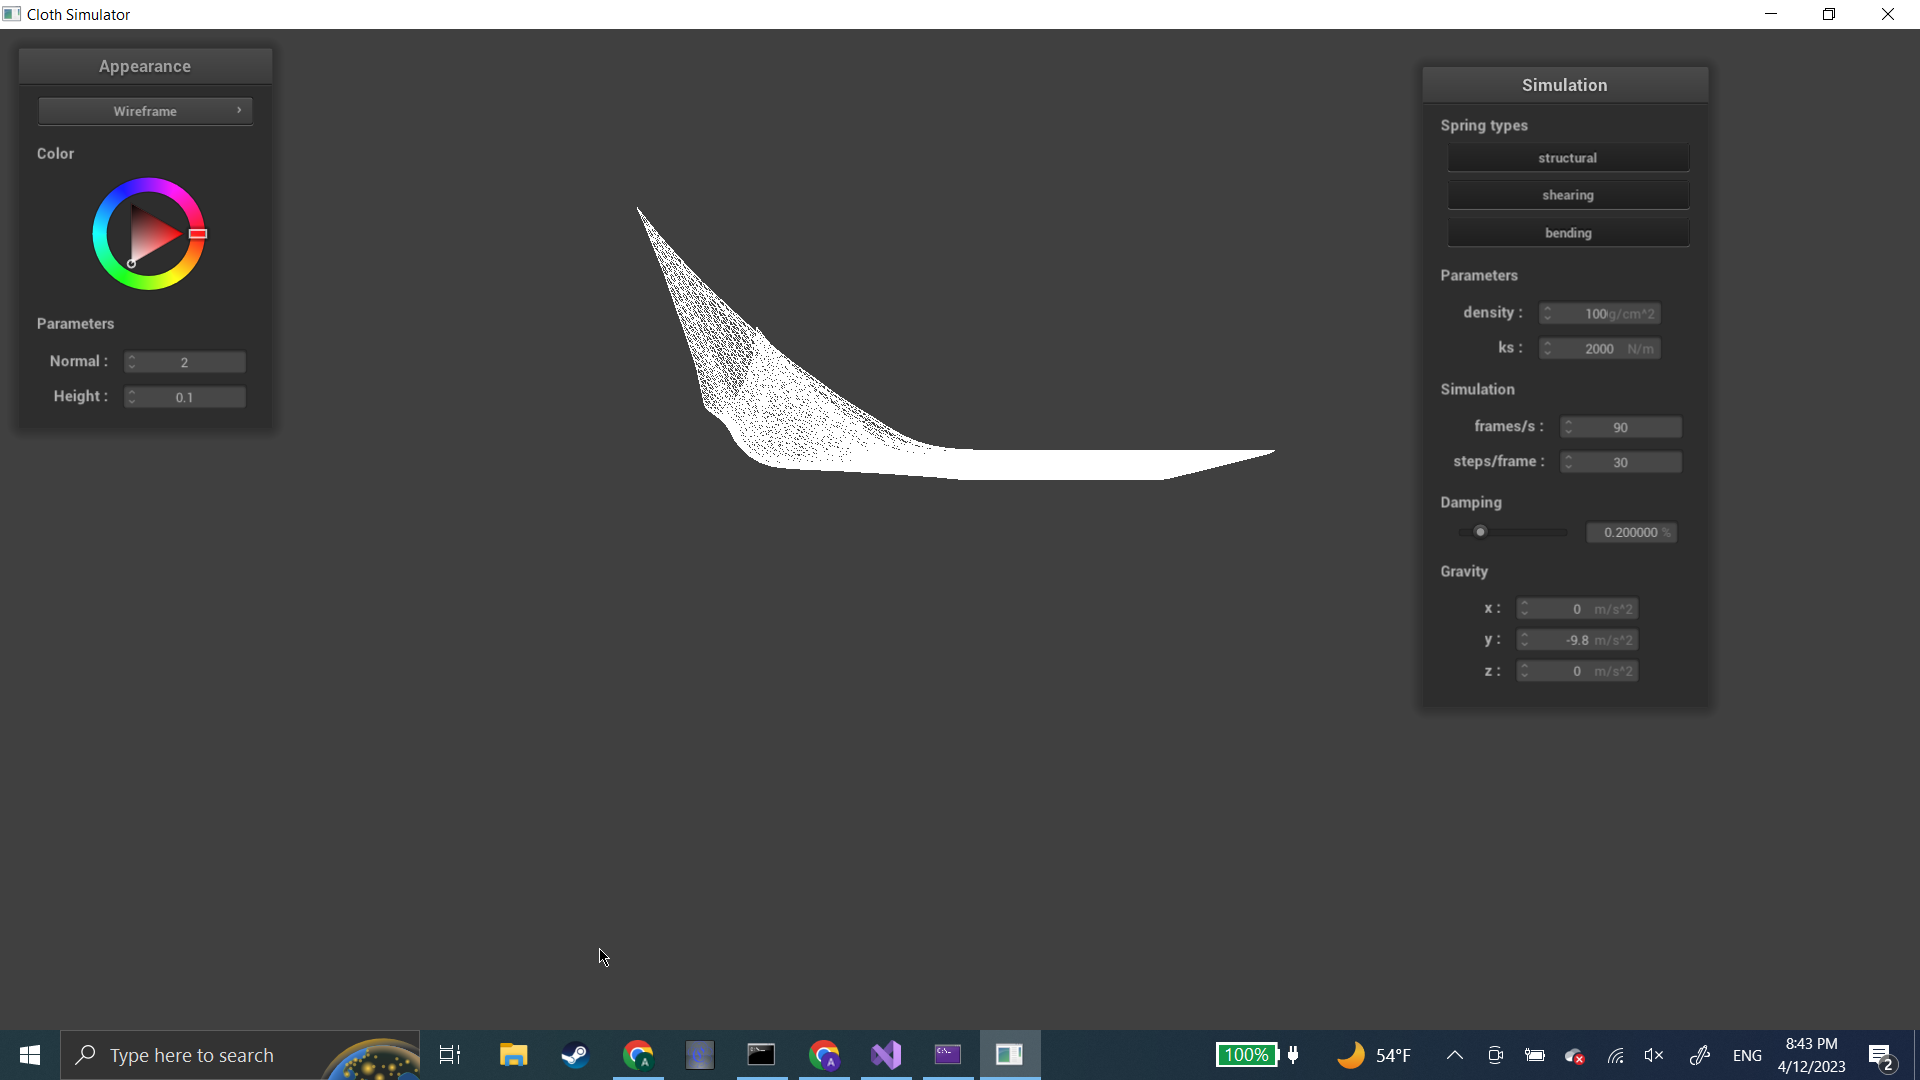 Cloth Simulator
Appearance
Wireframe
Color
Parameters
Normal : 2
Height : 0.1
Simulation
Spring types
structural
shearing
bending
Parameters
density : 100g/cm^2
ks : 2000 N/m
Simulation
frames/s : 90
steps/frame : 30
Damping
0.200000 %
Gravity
x : 0 m/s^2
y : -9.8 m/s^2
z : 0 m/s^2
Type here to search
A
A
100%
54°F
ENG
8:43 PM
4/12/2023
2